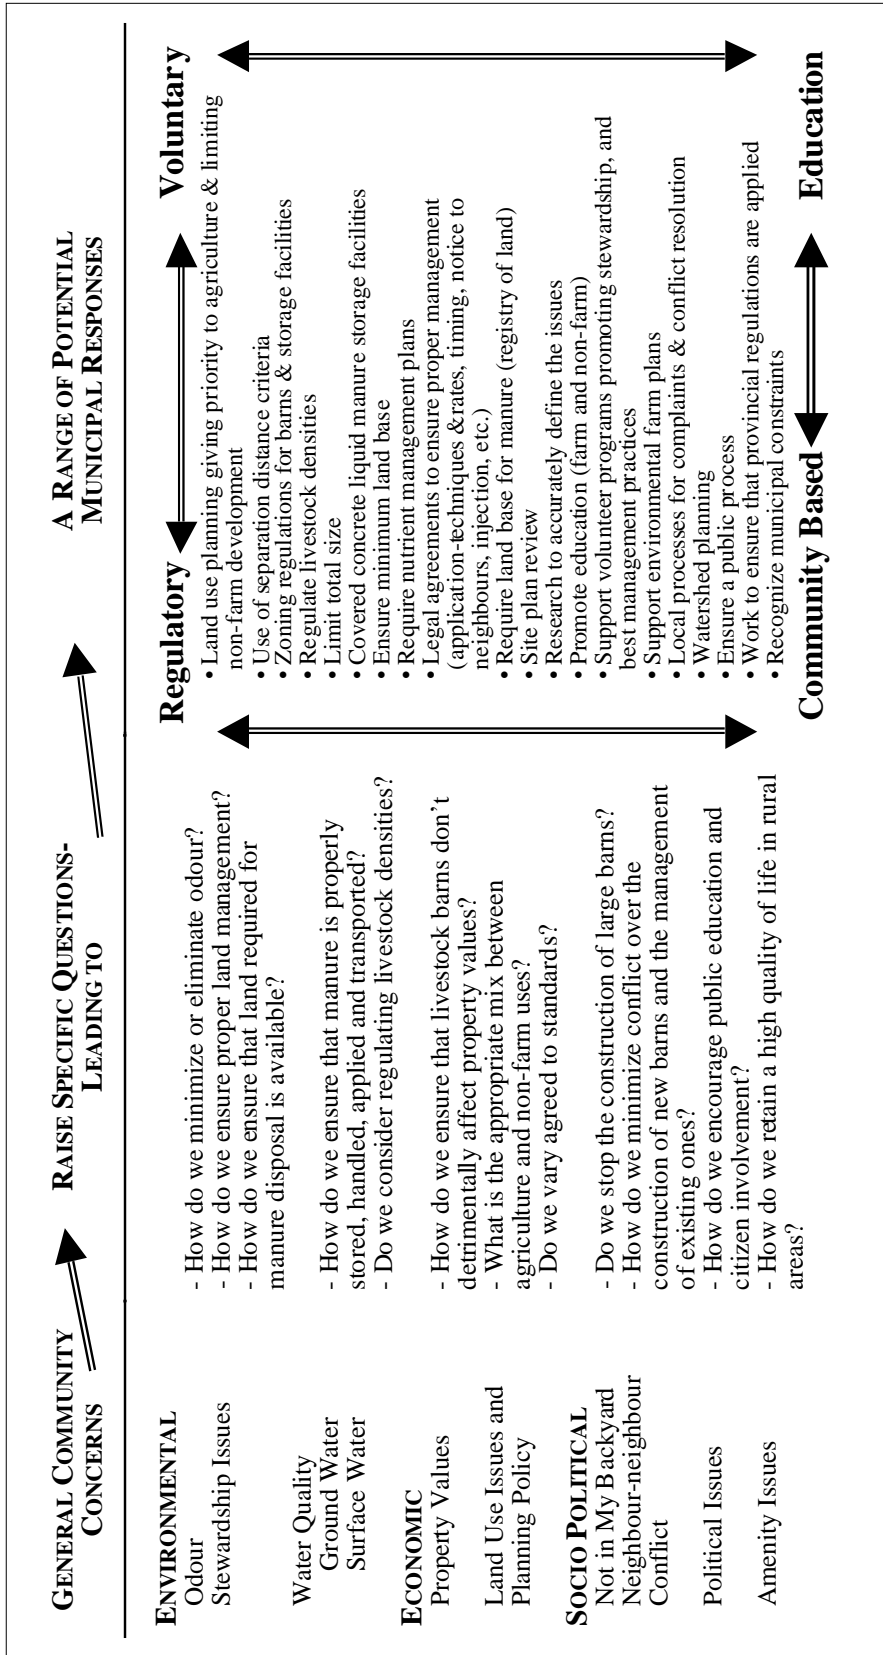 GENERAL COMMUNITY
CONCERNS
RAISE SPECIFIC QUESTIONS-
LEADING TO
A RANGE OF POTENTIAL
MUNICIPAL RESPONSES
ENVIRONMENTAL
Odour
Stewardship Issues
Water Quality
Ground Water
Surface Water
ECONOMIC
Property Values
Land Use Issues and
Planning Policy
SOCIO POLITICAL
Not in My Backyard
Neighbour-neighbour
Conflict
Political Issues
Amenity Issues
- How do we minimize or eliminate odour?
- How do we ensure proper land management?
- How do we ensure that land required for
manure disposal is available?
- How do we ensure that manure is properly
stored, handled, applied and transported?
- Do we consider regulating livestock densities?
- How do we ensure that livestock barns don't
detrimentally affect property values?
- What is the appropriate mix between
agriculture and non-farm uses?
- Do we vary agreed to standards?
- Do we stop the construction of large barns?
- How do we minimize conflict over the
construction of new barns and the management
of existing ones?
- How do we encourage public education and
citizen involvement?
- How do we retain a high quality of life in rural
areas?
Regulatory
Voluntary
• Land use planning giving priority to agriculture & limiting
non-farm development
• Use of separation distance criteria
• Zoning regulations for barns & storage facilities
• Regulate livestock densities
• Limit total size
• Covered concrete liquid manure storage facilities
• Ensure minimum land base
• Require nutrient management plans
• Legal agreements to ensure proper management
(application-techniques &rates, timing, notice to
neighbours, injection, etc.)
• Require land base for manure (registry of land)
• Site plan review
• Research to accurately define the issues
• Promote education (farm and non-farm)
• Support volunteer programs promoting stewardship, and
best management practices
• Support environmental farm plans
• Local processes for complaints & conflict resolution
• Watershed planning
• Ensure a public process
• Work to ensure that provincial regulations are applied
• Recognize municipal constraints
Community Based
Education